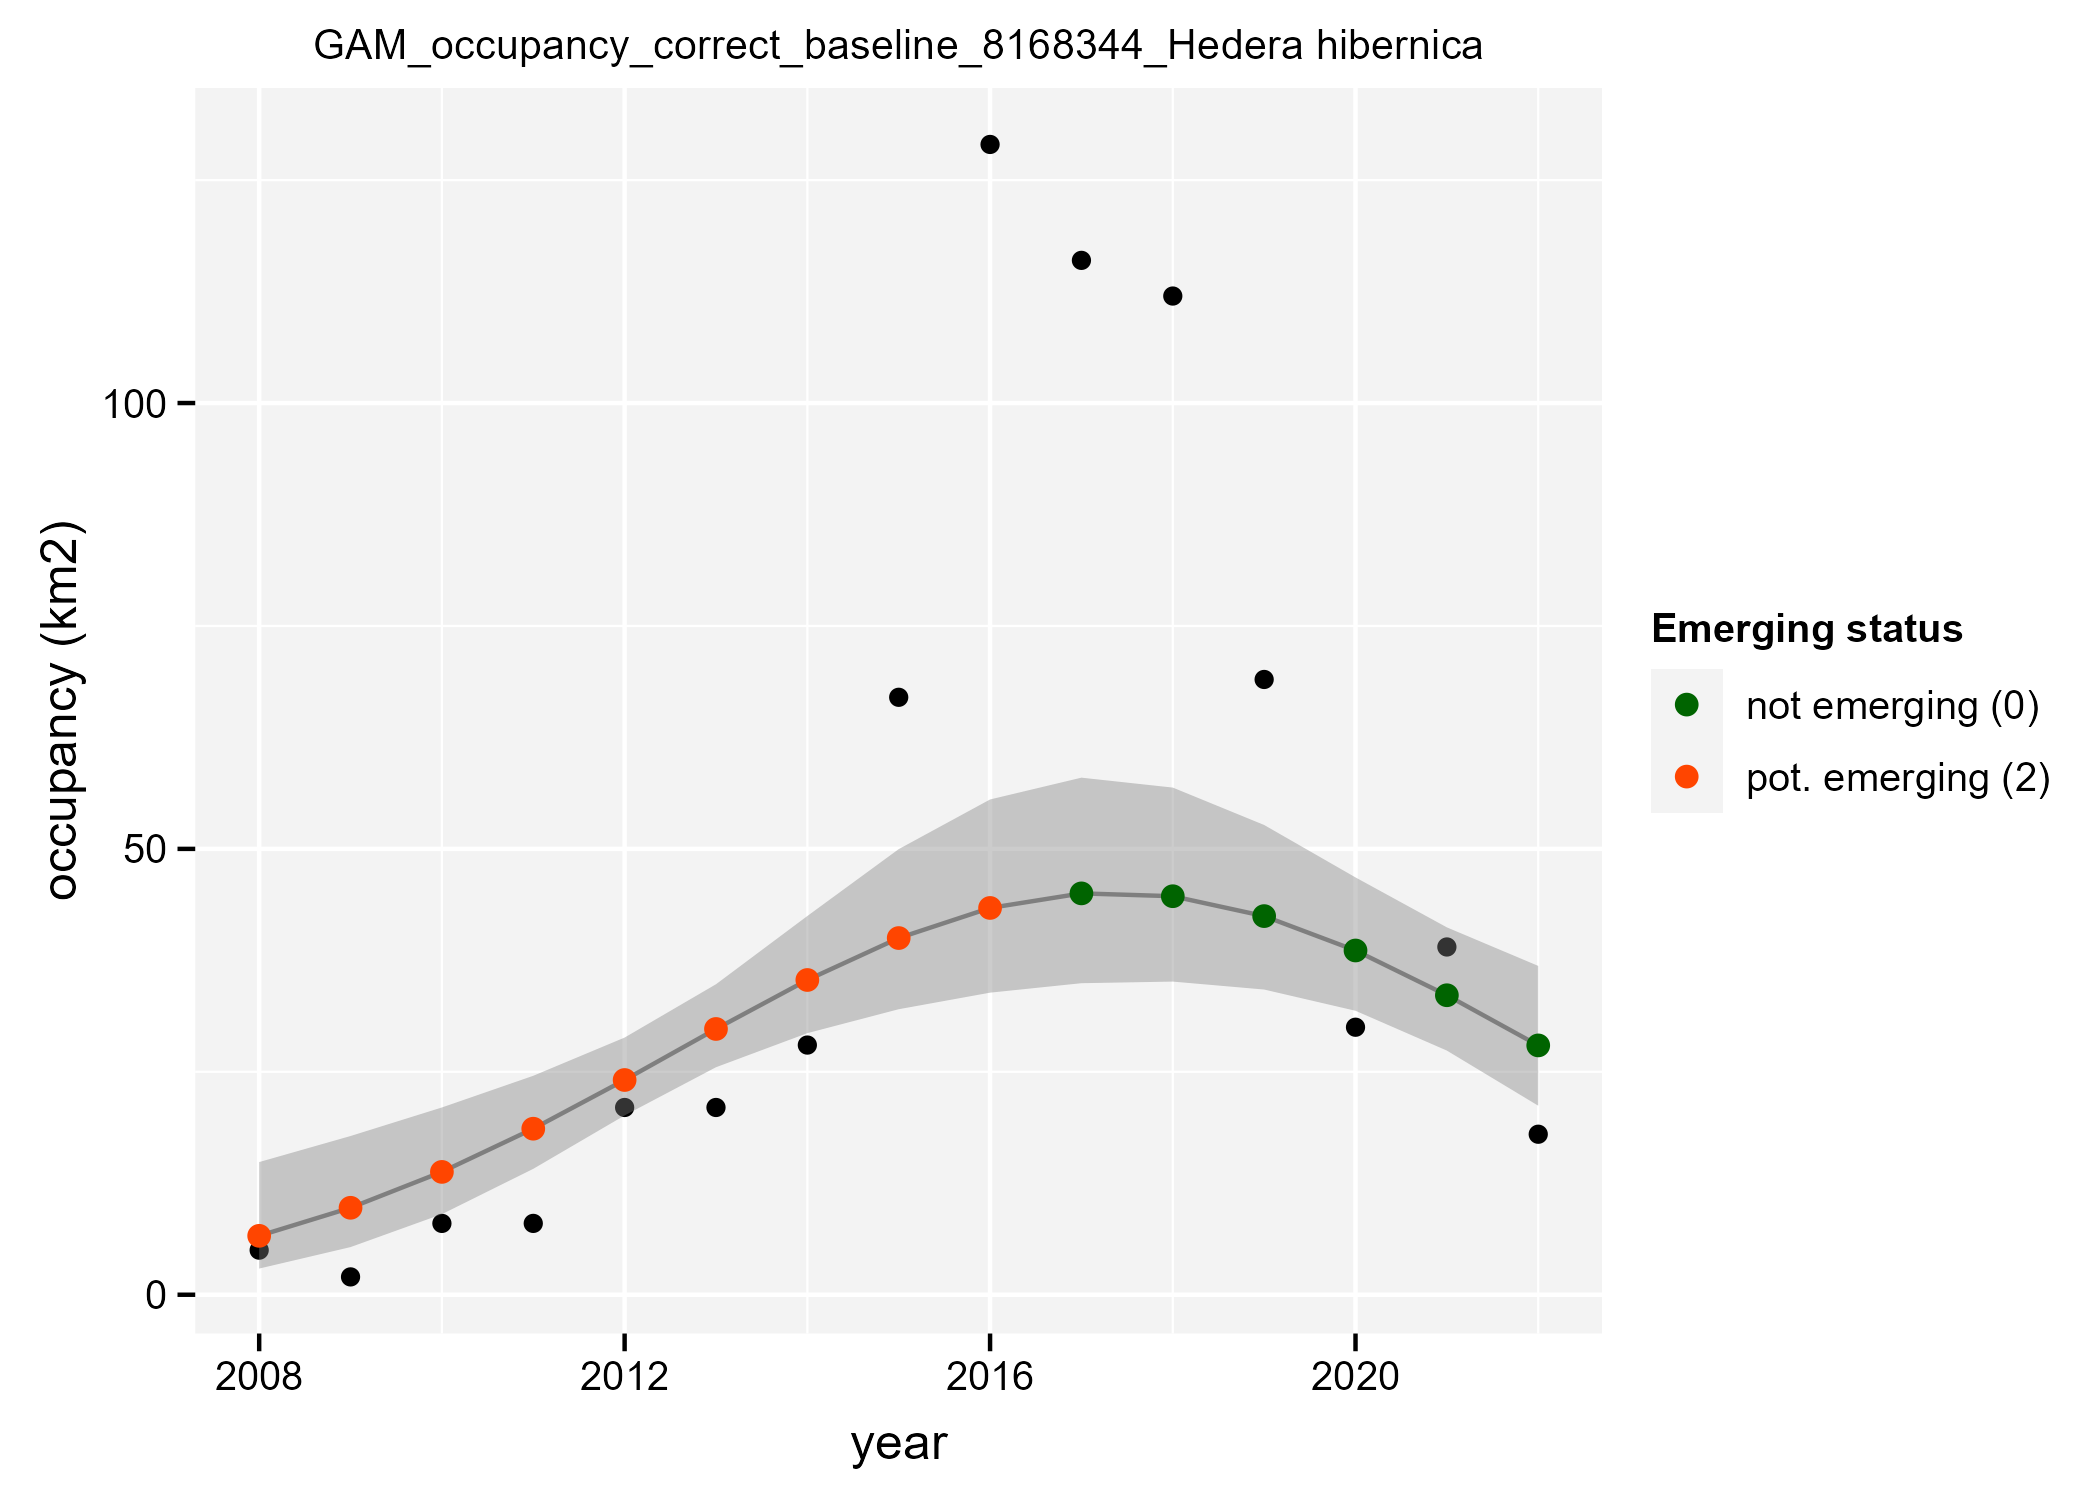 GAM_occupancy_correct_baseline_8168344_Hedera hibernica
occupancy (km2)
100
50
0
2008
2012
2016
2020
year
Emerging status
not emerging (0)
pot. emerging (2)